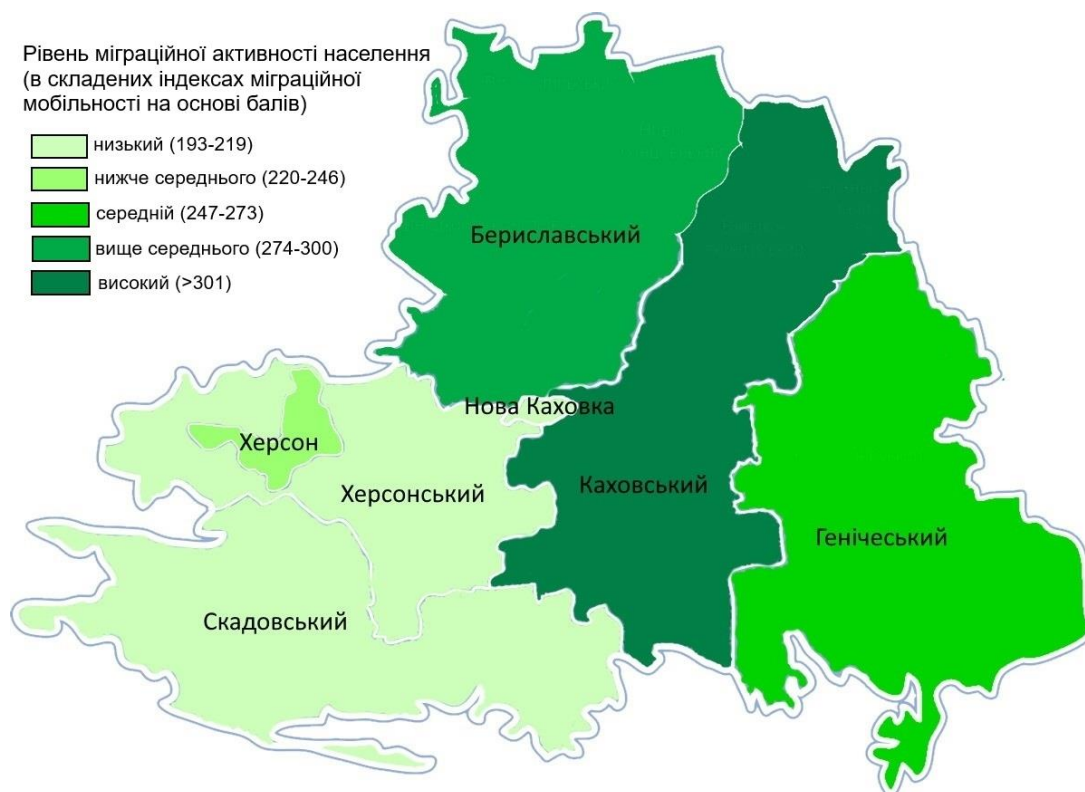 Рівень міграційної активності населення
(в складених індексах міграційної
мобільності на основі балів)
низький (193-219)
нижче середнього (220-246)
середній (247-273)
вище середнього (274-300)
високий (>301)
Бериславський
Нова Каховка
Херсон
Херсонський
Каховський
Генічеський
Скадовський